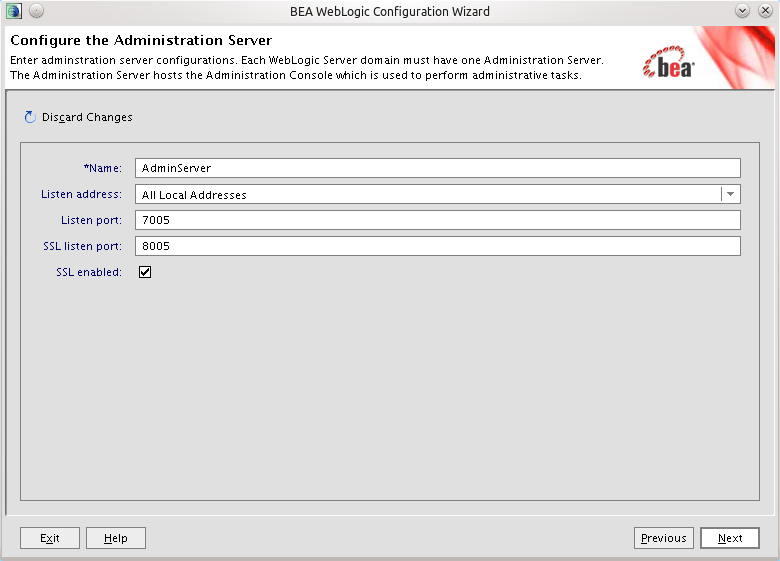 BEA WebLogic Configuration Wizard
Configure the Administration Server
Enter adminstration server configurations. Each WebLogic Server domain must have one Administration Server.
The Administration Server hosts the Administration Console which is used to perform administrative tasks.
bea
Discard Changes
*Name: AdminServer
Listen address: All Local Addresses
Listen port: 7005
SSL listen port: 8005
SSL enabled:
Exit Help Previous Next